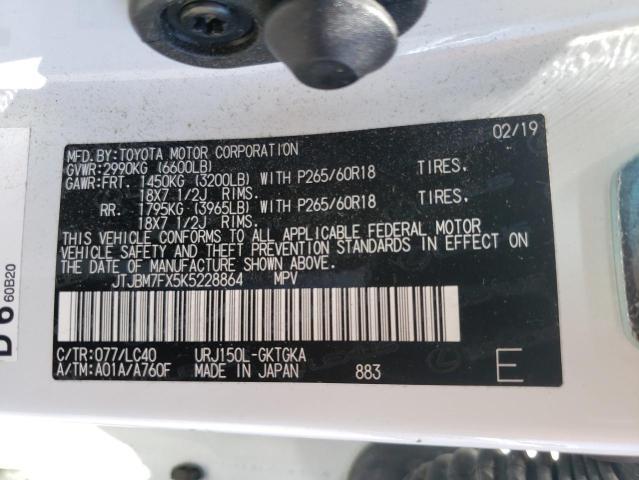 02/19
MFD.BY:TOYOTA MOTOR CORPORATION
GVWR:2990KG (6600LB)
GAWR:FRT. 1450KG (3200LB) WITH P265/60R18 TIRES.
18X7 1/2J RIMS.
RR. 1795KG (3965LB) WITH P265/60R18 TIRES.
18X7 1/2J RIMS.
THIS VEHICLE CONFORMS TO ALL APPLICABLE FEDERAL MOTOR
VEHICLE SAFETY AND THEFT PREVENTION STANDARDS IN EFFECT ON
THE DATE OF MANUFACTURE SHOWN ABOVE.
JTJBM7FX5K5228864 MPV
C/TR:077/LC40 URJ150L-GKTGKA
A/TM:A01A/A760F MADE IN JAPAN 883 E
D 6
60B20